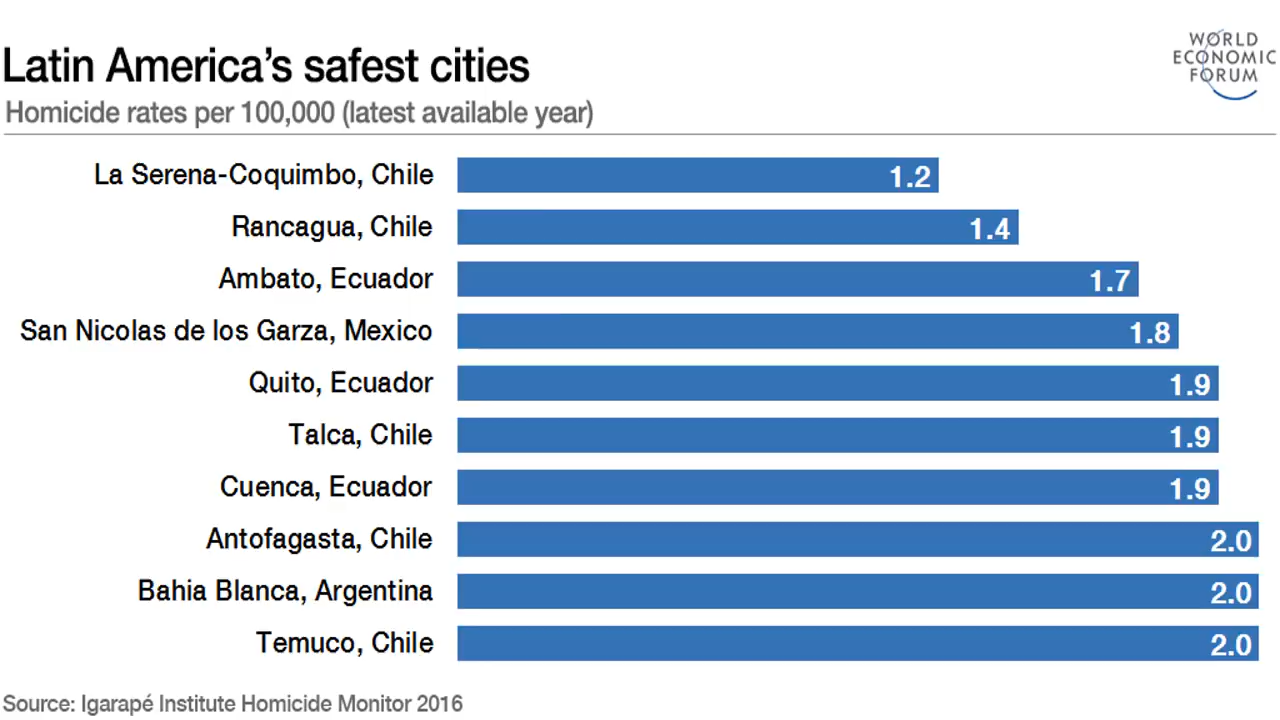 WORLD
ECONOMIC
FORUM
Latin America's safest cities
Homicide rates per 100,000 (latest available year)
La Serena-Coquimbo, Chile 1.2
Rancagua, Chile 1.4
Ambato, Ecuador 1.7
San Nicolas de los Garza, Mexico 1.8
Quito, Ecuador 1.9
Talca, Chile 1.9
Cuenca, Ecuador 1.9
Antofagasta, Chile 2.0
Bahia Blanca, Argentina 2.0
Temuco, Chile 2.0
Source: Igarapé Institute Homicide Monitor 2016